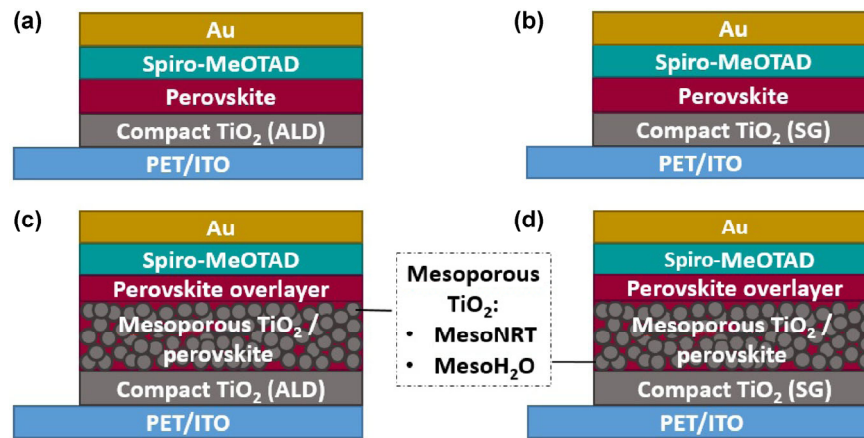 (a)
Au
Spiro-MeOTAD
Perovskite
Compact TiO₂ (ALD)
PET/ITO
(b)
Au
Spiro-MeOTAD
Perovskite
Compact TiO₂ (SG)
PET/ITO
(c)
Au
Spiro-MeOTAD
Perovskite overlayer
Mesoporous TiO₂ /
perovskite
Compact TiO₂ (ALD)
PET/ITO
Mesoporous
TiO₂:
• MesoNRT
• MesoH₂O
(d)
Au
Spiro-MeOTAD
Perovskite overlayer
Mesoporous TiO₂ /
perovskite
Compact TiO₂ (SG)
PET/ITO